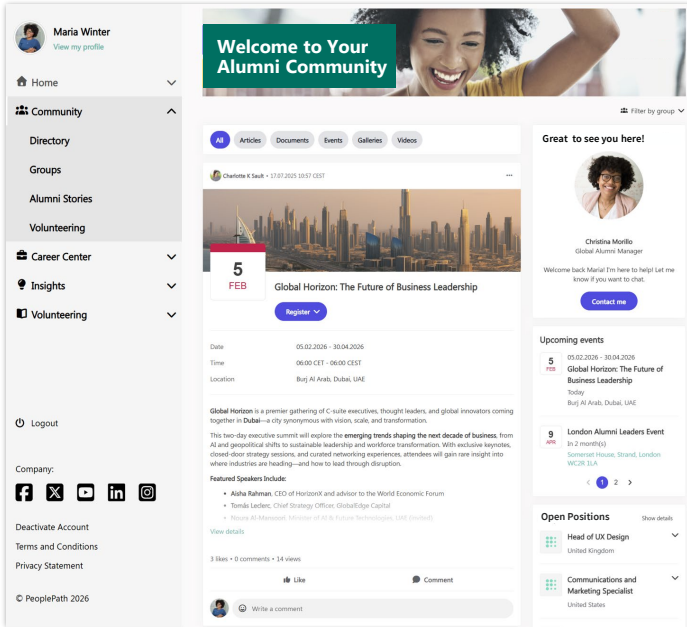 Maria Winter
View my profile
Home
Community
Directory
Groups
Alumni Stories
Volunteering
Career Center
Insights
Volunteering
Logout
Company:
Deactivate Account
Terms and Conditions
Privacy Statement
© PeoplePath 2026
Welcome to Your
Alumni Community
Filter by group
All
Articles
Documents
Events
Galleries
Videos
Charlotte K Sault • 17.07.2025 10:57 CEST
5
FEB
Global Horizon: The Future of Business Leadership
Register
Date 05.02.2026 - 30.04.2026
Time 06:00 CET - 06:00 CEST
Location Burj Al Arab, Dubai, UAE
Global Horizon is a premier gathering of C-suite executives, thought leaders, and global innovators coming
together in Dubai—a city synonymous with vision, scale, and transformation.
This two-day executive summit will explore the emerging trends shaping the next decade of business, from
AI and geopolitical shifts to sustainable leadership and workforce transformation. With exclusive keynotes,
closed-door strategy sessions, and curated networking experiences, attendees will gain rare insight into
where industries are heading—and how to lead through disruption.
Featured Speakers Include:
• Aisha Rahman, CEO of HorizonX and advisor to the World Economic Forum
• Tomás Leclerc, Chief Strategy Officer, GlobalEdge Capital
• Noura Al-Mansoori, Minister of AI & Future Technologies, UAE (invited)
View details
3 likes • 0 comments • 14 views
Like
Comment
Write a comment
Great to see you here!
Christina Morillo
Global Alumni Manager
Welcome back Maria! I'm here to help! Let me
know if you want to chat.
Contact me
Upcoming events
5
FEB
05.02.2026 - 30.04.2026
Global Horizon: The Future of
Business Leadership
Today
Burj Al Arab, Dubai, UAE
9
APR
London Alumni Leaders Event
In 2 month(s)
Somerset House, Strand, London
WC2R 1LA
1 2
Open Positions
Show details
Head of UX Design
United Kingdom
Communications and
Marketing Specialist
United States